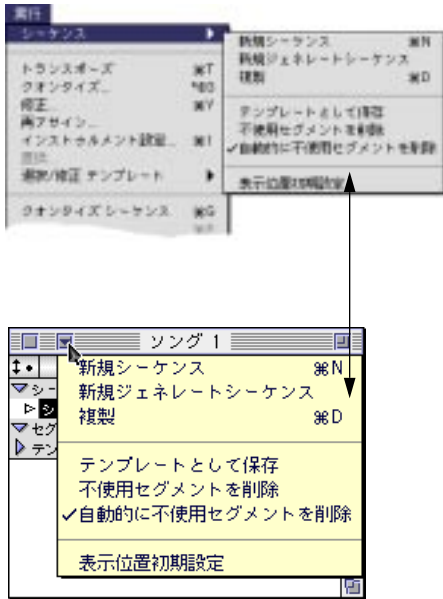 実行
シーケンス
トランスポーズ ⌘T
クオンタイズ...
修正... ⌘Y
再アサイン...
インストゥルメント設定... ⌘I
選択/修正 テンプレート
クオンタイズ シーケンス ⌘G
新規シーケンス ⌘N
新規ジェネレートシーケンス
複製 ⌘D
テンプレートとして保存
不使用セグメントを削除
✓自動的に不使用セグメントを削除
表示位置初期設定
ソング 1
新規シーケンス ⌘N
新規ジェネレートシーケンス
複製 ⌘D
テンプレートとして保存
不使用セグメントを削除
✓自動的に不使用セグメントを削除
表示位置初期設定
シー
シ
セグ
テン